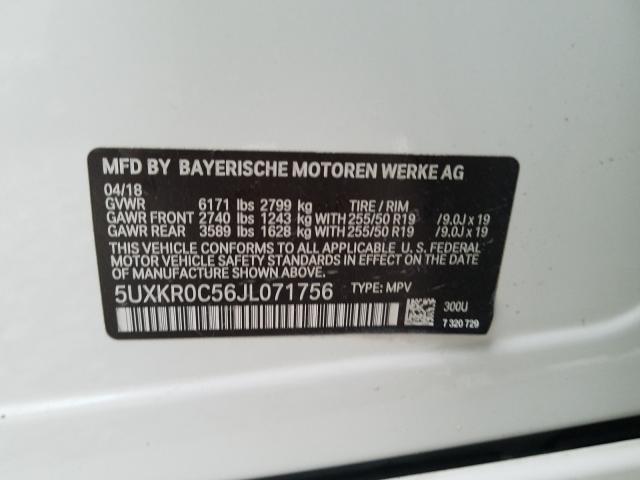 MFD BY BAYERISCHE MOTOREN WERKE AG
04/18
GVWR 6171 lbs 2799 kg TIRE / RIM
GAWR FRONT 2740 lbs 1243 kg WITH 255/50 R19 /9.0J x 19
GAWR REAR 3589 lbs 1628 kg WITH 255/50 R19 /9.0J x 19
THIS VEHICLE CONFORMS TO ALL APPLICABLE U. S. FEDERAL
MOTOR VEHICLE SAFETY STANDARDS IN EFFECT ON THE DATE
OF MANUFACTURE SHOWN ABOVE.
5UXKR0C56JL071756 TYPE: MPV
300U
7 320 729